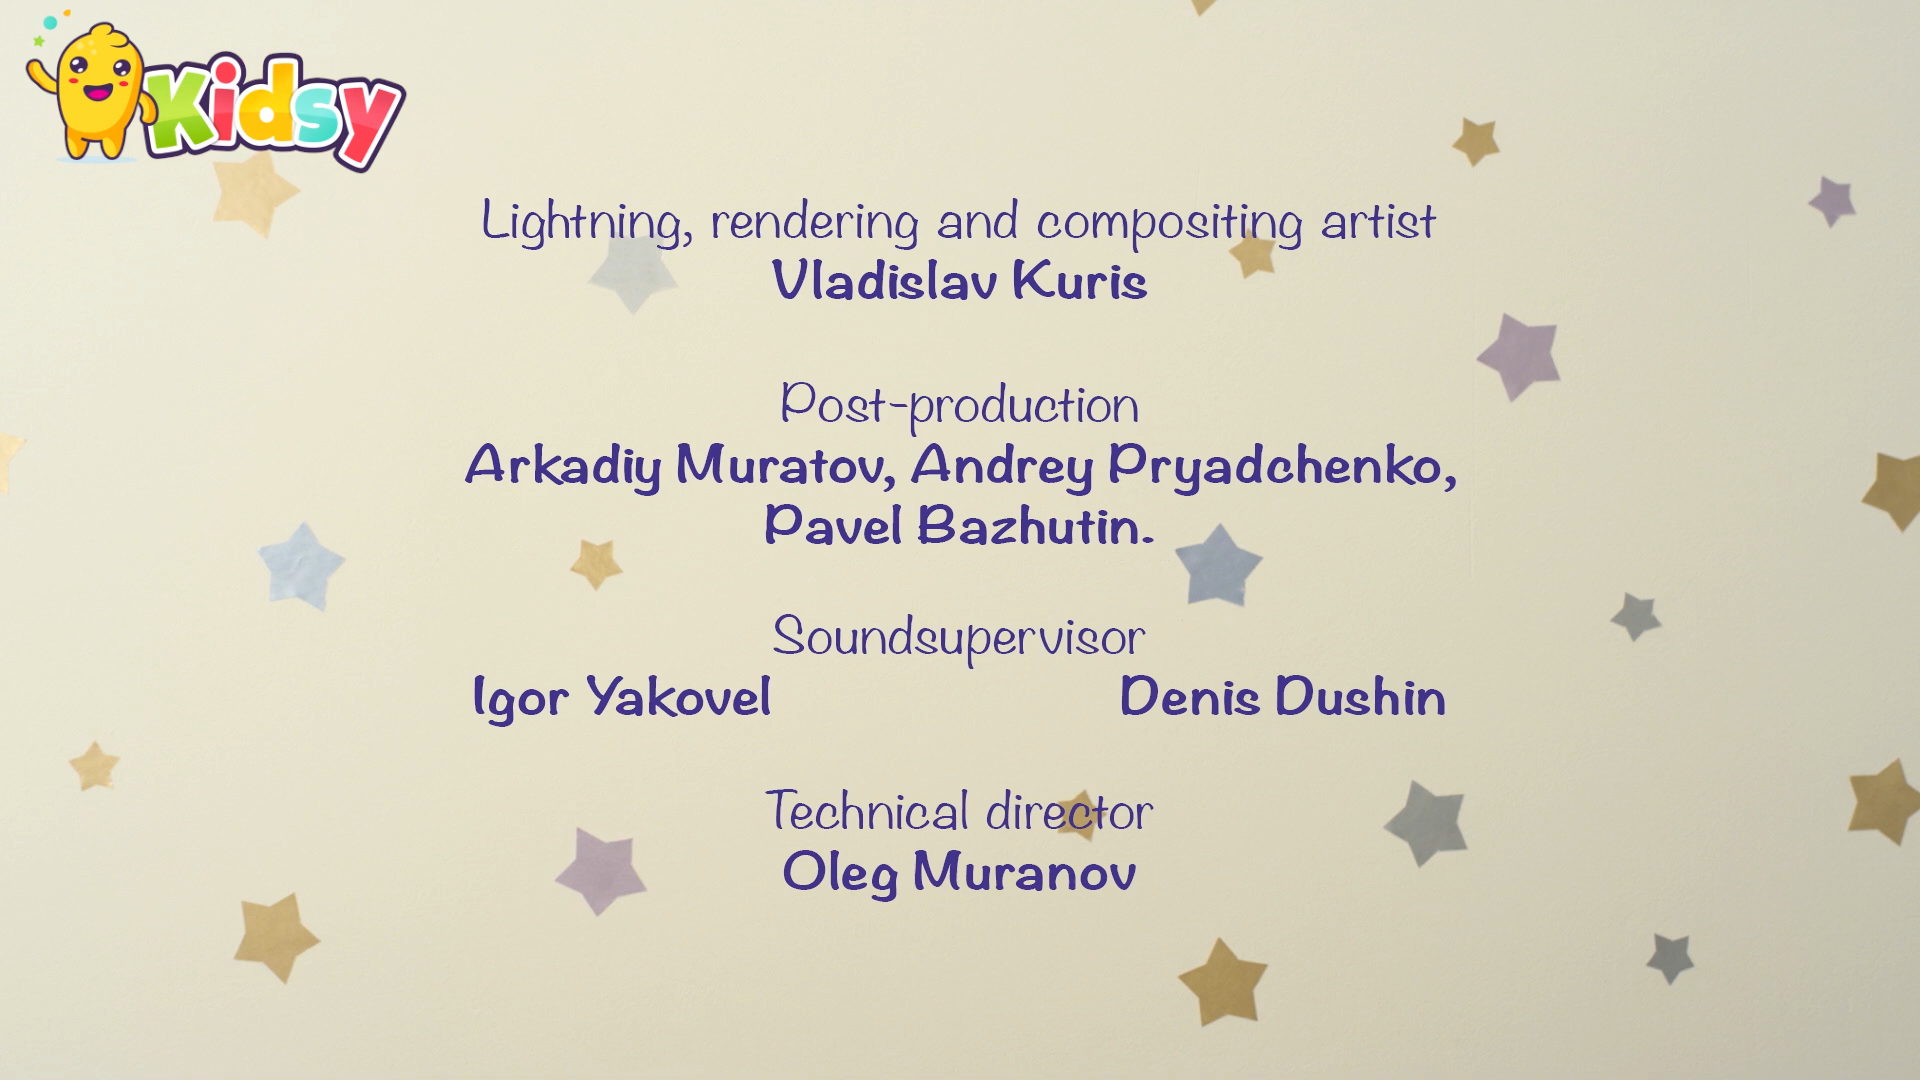 Kidsy
Lightning, rendering and compositing artist
Vladislav Kuris
Post-production
Arkadiy Muratov, Andrey Pryadchenko,
Pavel Bazhutin.
Soundsupervisor
Igor Yakovel Denis Dushin
Technical director
Oleg Muranov